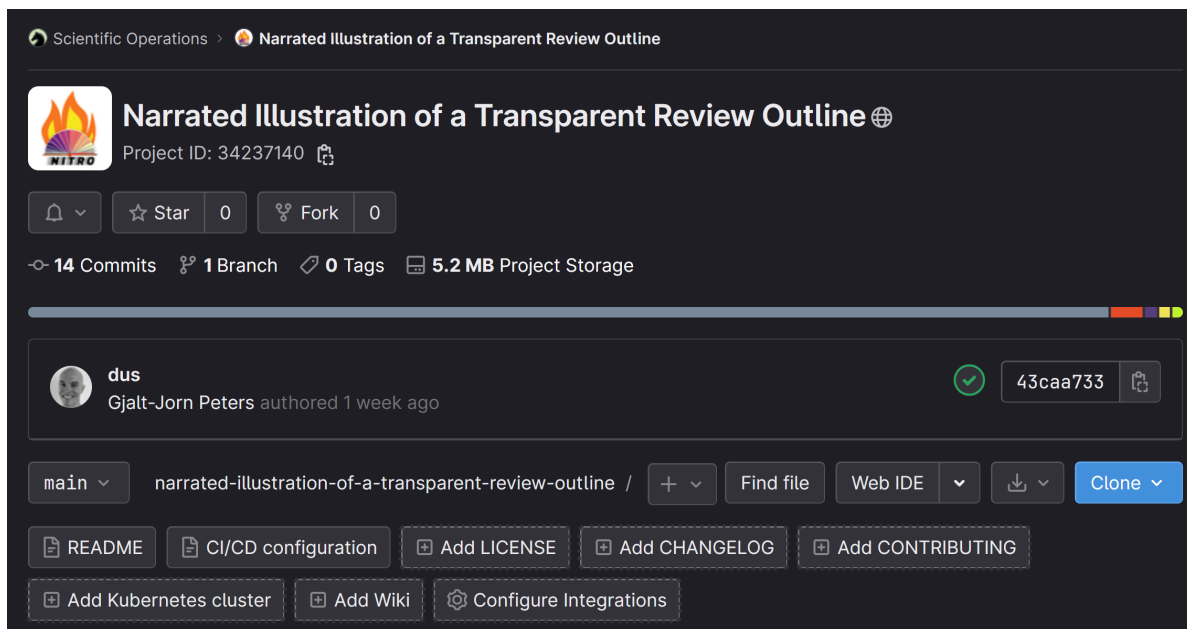 Scientific Operations › Narrated Illustration of a Transparent Review Outline
NITRO
Narrated Illustration of a Transparent Review Outline
Project ID: 34237140
Star 0 Fork 0
14 Commits 1 Branch 0 Tags 5.2 MB Project Storage
dus
Gjalt-Jorn Peters authored 1 week ago
43caa733
main narrated-illustration-of-a-transparent-review-outline / + Find file Web IDE Clone
README CI/CD configuration Add LICENSE Add CHANGELOG Add CONTRIBUTING
Add Kubernetes cluster Add Wiki Configure Integrations